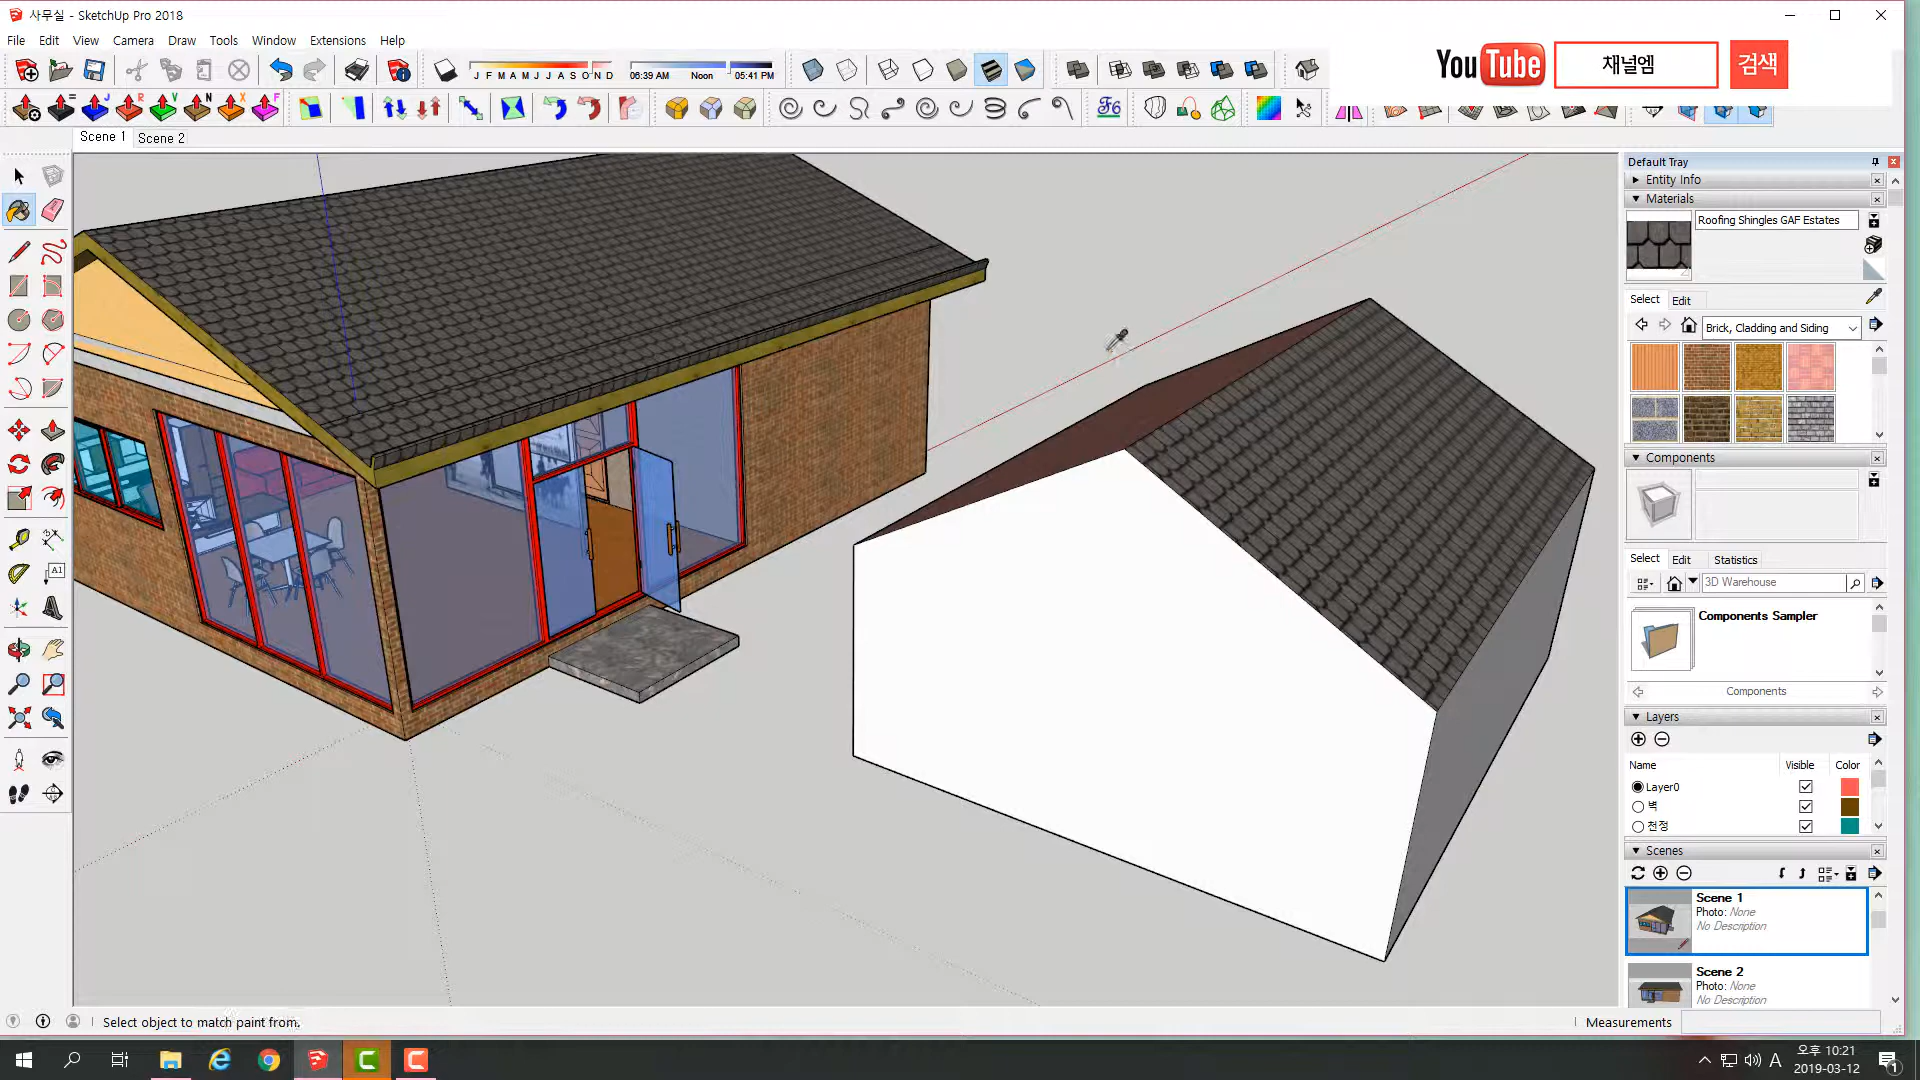 사무실 - SketchUp Pro 2018
File Edit View Camera Draw Tools Window Extensions Help
J F M A M J J A S O N D
06:39 AM Noon 05:41 PM
YouTube 채널엠 검색
Scene 1 Scene 2
Default Tray
Entity Info
Materials
Roofing Shingles GAF Estates
Select Edit
Brick, Cladding and Siding
Components
Select Edit Statistics
3D Warehouse
Components Sampler
Components
Layers
Name Visible Color
Layer0
벽
천정
Scenes
Scene 1
Photo: None
No Description
Scene 2
Photo: None
No Description
Select object to match paint from.
Measurements
A 오후 10:21
2019-03-12
1